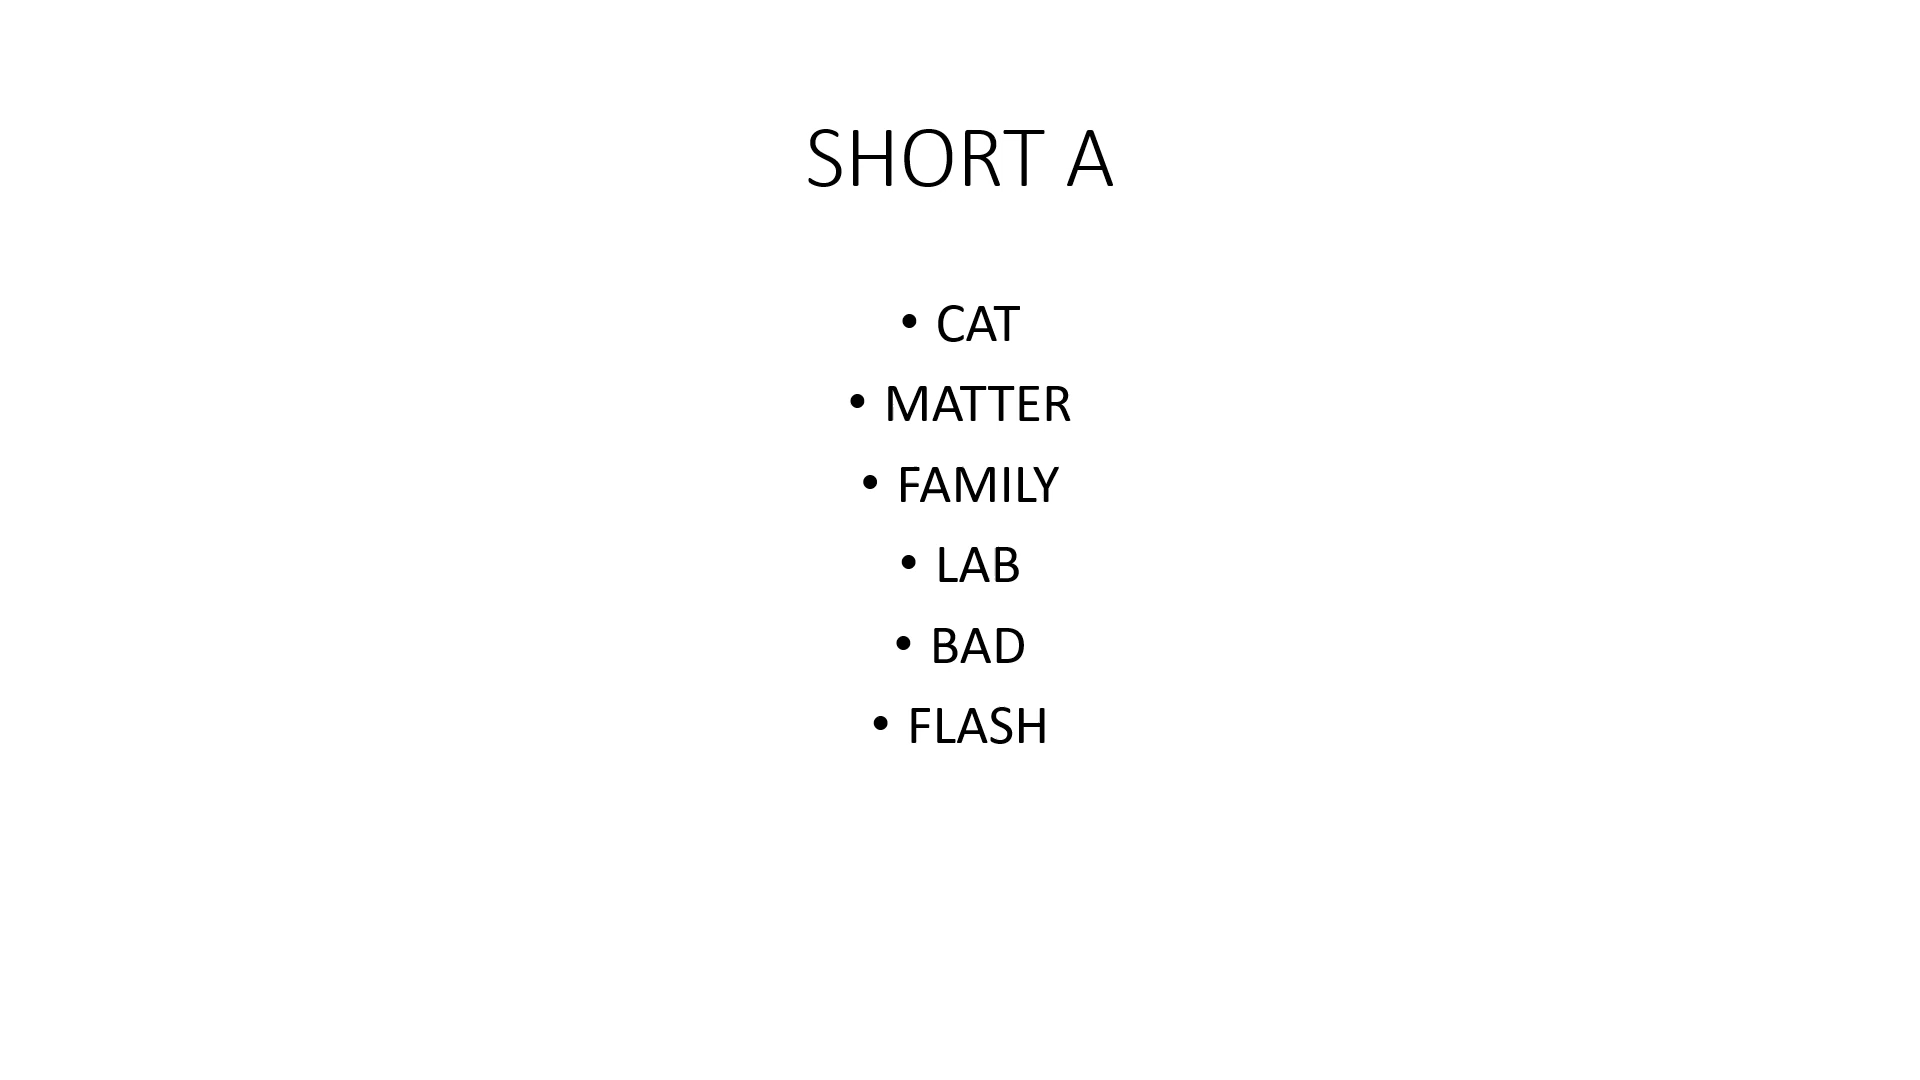 SHORT A
• CAT
• MATTER
• FAMILY
• LAB
• BAD
• FLASH